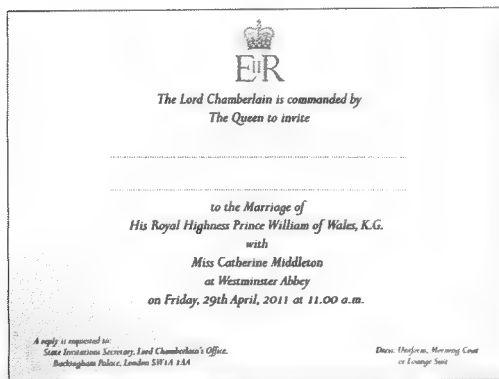 EIIR
The Lord Chamberlain is commanded by
The Queen to invite
to the Marriage of
His Royal Highness Prince William of Wales, K.G.
with
Miss Catherine Middleton
at Westminster Abbey
on Friday, 29th April, 2011 at 11.00 a.m.
A reply is requested to:
State Invitations Secretary, Lord Chamberlain's Office,
Buckingham Palace, London SW1A 1AA
Dress: Uniform, Morning Coat
or Lounge Suit